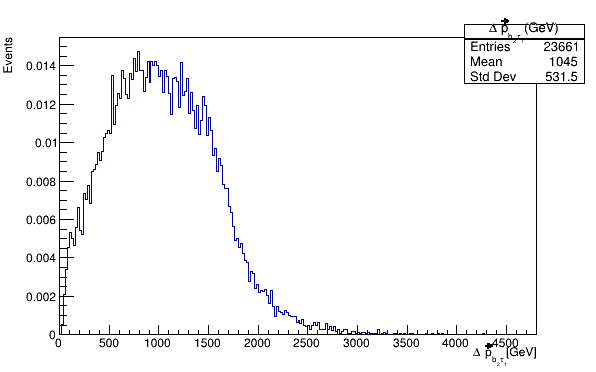 Δ p⃗ b₂τ₁ (GeV)
Entries 23661
Mean 1045
Std Dev 531.5
Events
0.014
0.012
0.01
0.008
0.006
0.004
0.002
0
0 500 1000 1500 2000 2500 3000 3500 4000 4500
Δ p⃗ b₂τ₁ [GeV]